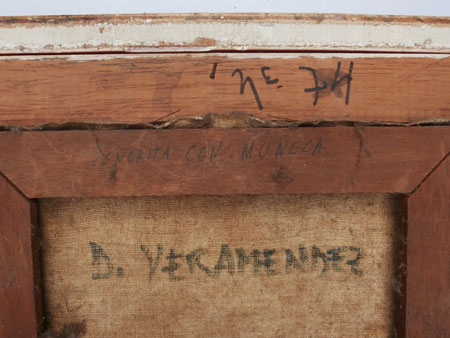 SENORITA CON MUNECA
D. VERAMENDEZ